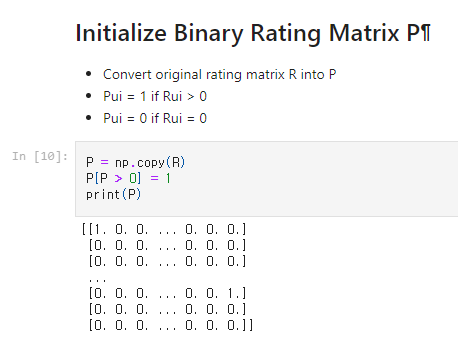 Initialize Binary Rating Matrix P¶
Convert original rating matrix R into P
Pui = 1 if Rui > 0
Pui = 0 if Rui = 0
In [10]:
P = np.copy(R)
P[P > 0] = 1
print(P)
[[1. 0. 0. ... 0. 0. 0.]
[0. 0. 0. ... 0. 0. 0.]
[0. 0. 0. ... 0. 0. 0.]
...
[0. 0. 0. ... 0. 0. 1.]
[0. 0. 0. ... 0. 0. 0.]
[0. 0. 0. ... 0. 0. 0.]]